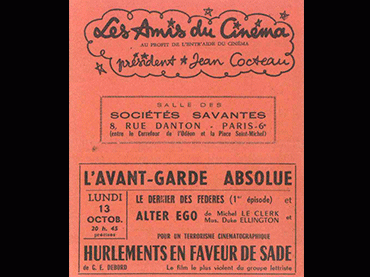 Les Amis du Cinéma
AU PROFIT DE L'ENTR'AIDE DU CINÉMA
président Jean Cocteau
SALLE DES
SOCIÉTÉS SAVANTES
8, RUE DANTON - PARIS-6e
(entre le Carrefour de l'Odéon et la Place Saint-Michel)
L'AVANT-GARDE ABSOLUE
LUNDI
13
OCTOB.
20 h. 45
précises
LE DERNIER DES FEDERES (1er épisode) et
ALTER EGO de Michel LE CLERK et
Mus. Duke ELLINGTON
POUR UN TERRORISME CINEMATOGRAPHIQUE
HURLEMENTS EN FAVEUR DE SADE
de G. E. DEBORD Le film le plus violent du groupe lettriste